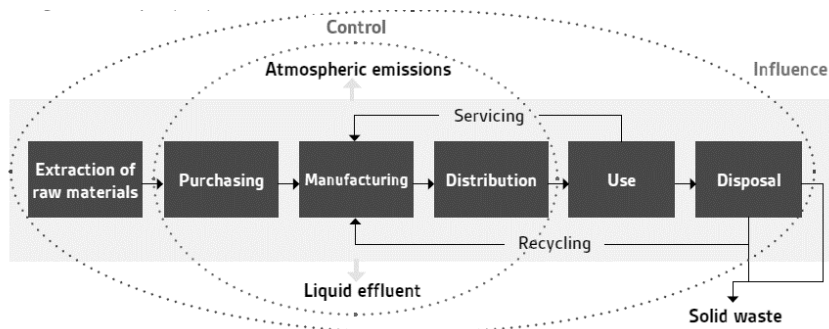 Control
Atmospheric emissions
Influence
Servicing
Extraction of
raw materials
Purchasing
Manufacturing
Distribution
Use
Disposal
Recycling
Liquid effluent
Solid waste